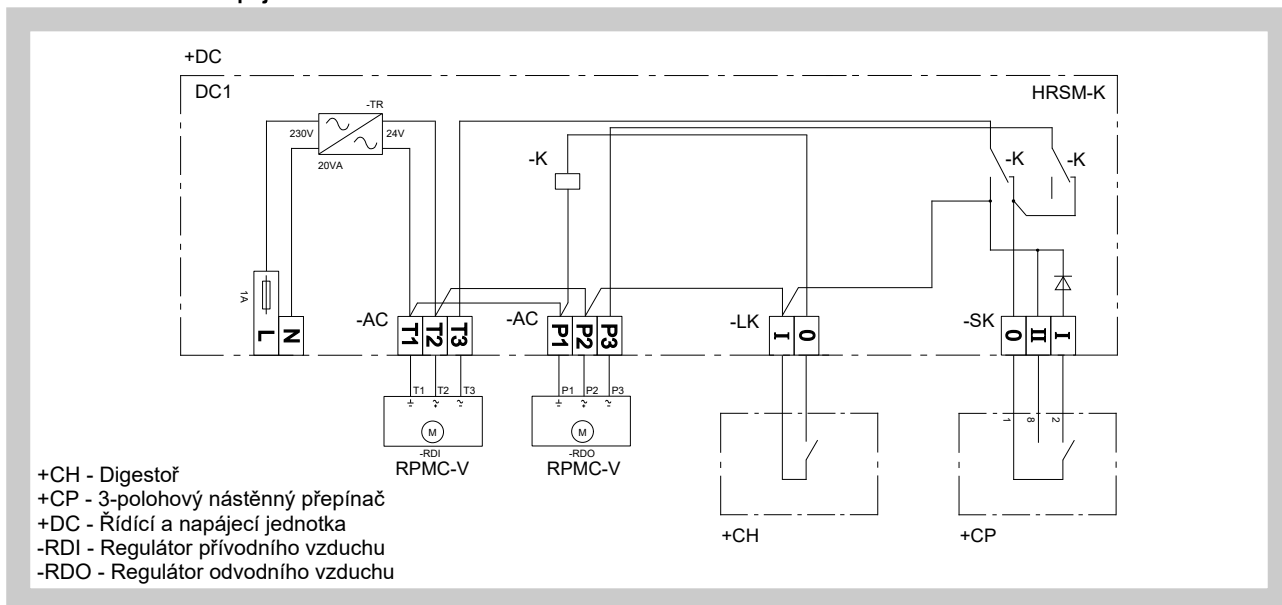 +DC
DC1
HRSM-K
-TR
230V
24V
20VA
-K
-K
-K
1A
L
N
-AC
T1
T2
T3
-AC
P1
P2
P3
-LK
I
0
-SK
0
II
I
T1
T2
T3
P1
P2
P3
M
M
1
8
2
-RDI
RPMC-V
-RDO
RPMC-V
+CH
+CP
+CH - Digestoř
+CP - 3-polohový nástěnný přepínač
+DC - Řídící a napájecí jednotka
-RDI - Regulátor přívodního vzduchu
-RDO - Regulátor odvodního vzduchu